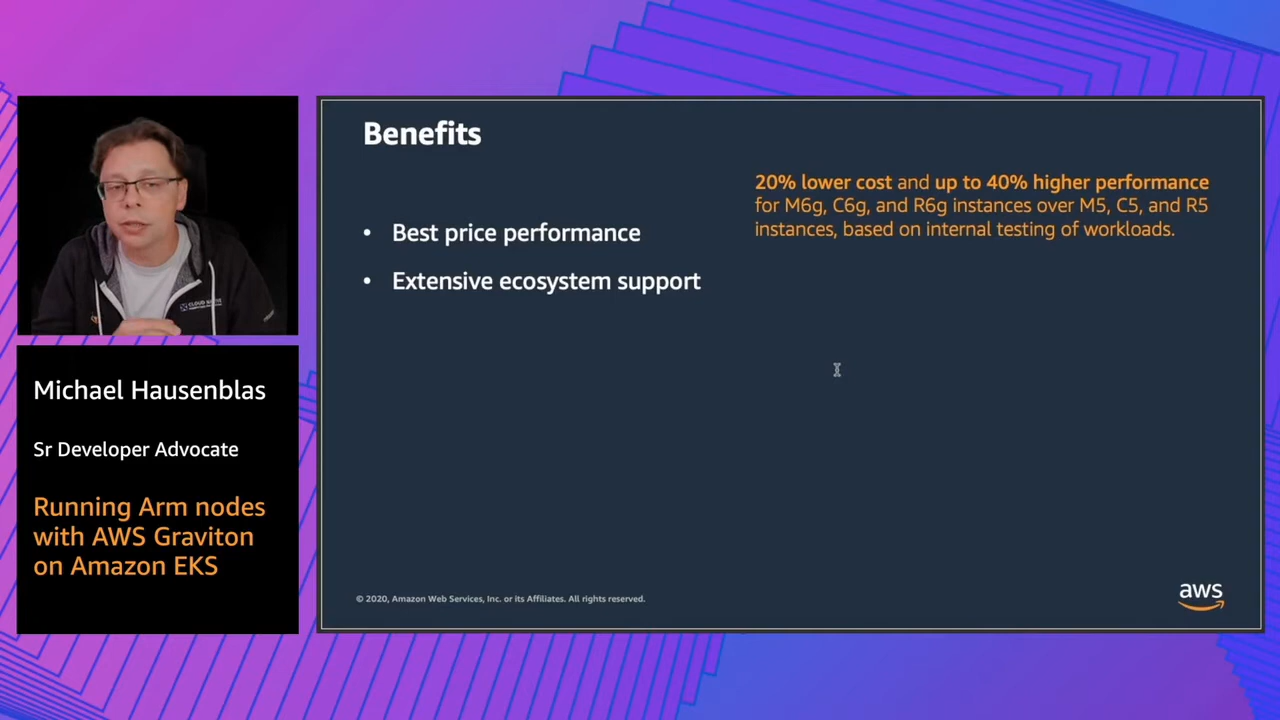 Benefits
20% lower cost and up to 40% higher performance
for M6g, C6g, and R6g instances over M5, C5, and R5
instances, based on internal testing of workloads.
• Best price performance
• Extensive ecosystem support
Michael Hausenblas
Sr Developer Advocate
Running Arm nodes
with AWS Graviton
on Amazon EKS
© 2020, Amazon Web Services, Inc. or its Affiliates. All rights reserved.
aws